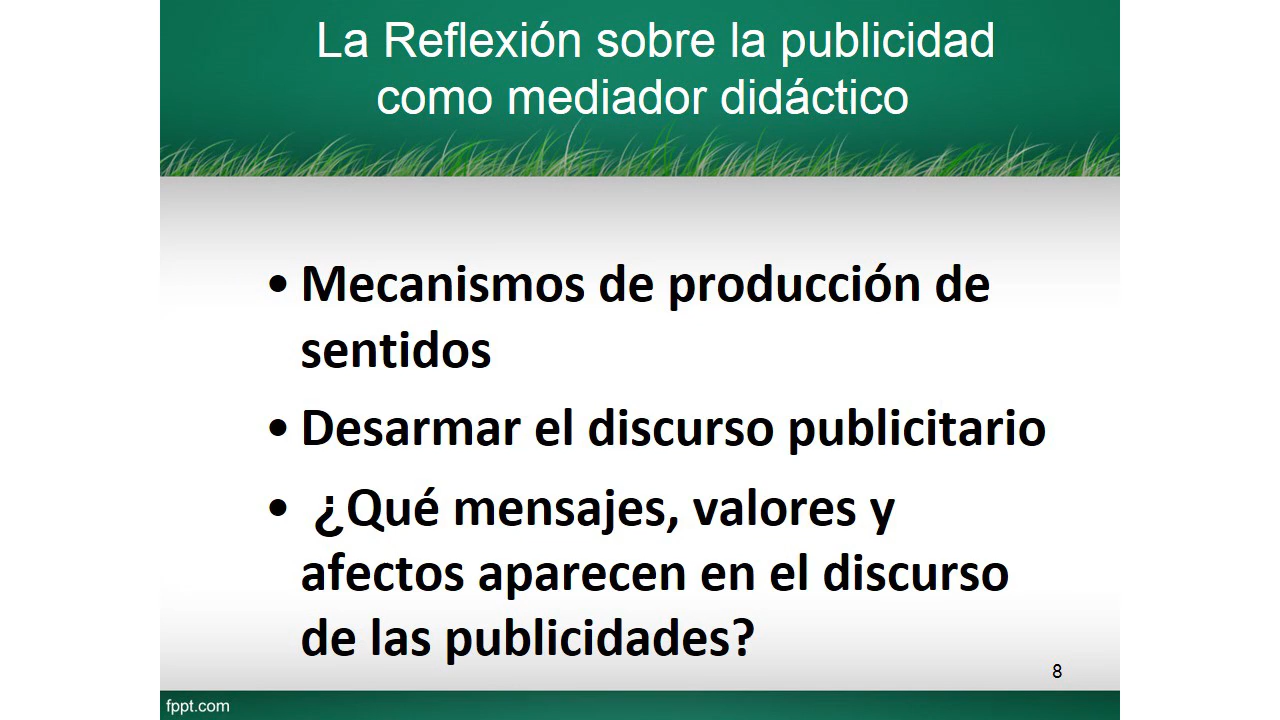 La Reflexión sobre la publicidad
como mediador didáctico
• Mecanismos de producción de
sentidos
• Desarmar el discurso publicitario
• ¿Qué mensajes, valores y
afectos aparecen en el discurso
de las publicidades?
8
fppt.com